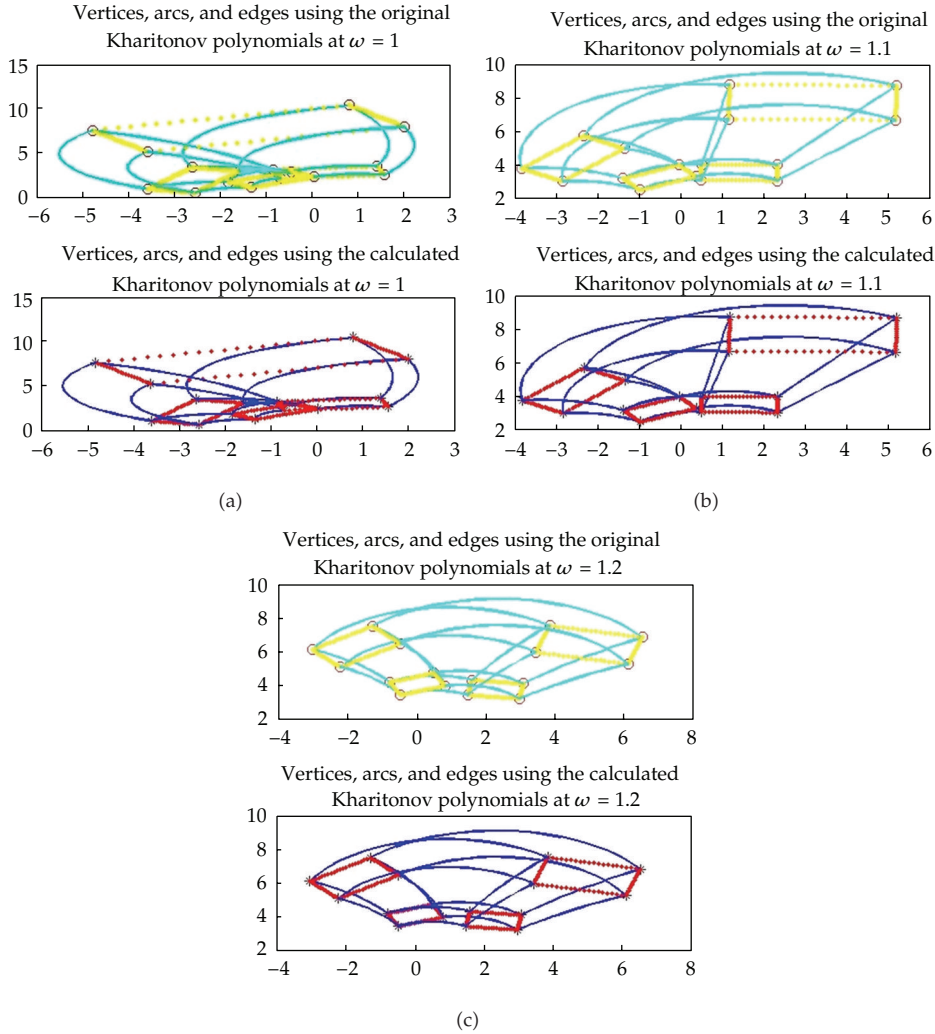 Vertices, arcs, and edges using the original
Kharitonov polynomials at ω = 1
15
10
5
0
−6 −5 −4 −3 −2 −1 0 1 2 3
Vertices, arcs, and edges using the calculated
Kharitonov polynomials at ω = 1
15
10
5
0
−6 −5 −4 −3 −2 −1 0 1 2 3
(a)
Vertices, arcs, and edges using the original
Kharitonov polynomials at ω = 1.1
10
8
6
4
2
−4 −3 −2 −1 0 1 2 3 4 5 6
Vertices, arcs, and edges using the calculated
Kharitonov polynomials at ω = 1.1
10
8
6
4
2
−4 −3 −2 −1 0 1 2 3 4 5 6
(b)
Vertices, arcs, and edges using the original
Kharitonov polynomials at ω = 1.2
10
8
6
4
2
−4 −2 0 2 4 6 8
Vertices, arcs, and edges using the calculated
Kharitonov polynomials at ω = 1.2
10
8
6
4
2
−4 −2 0 2 4 6 8
(c)